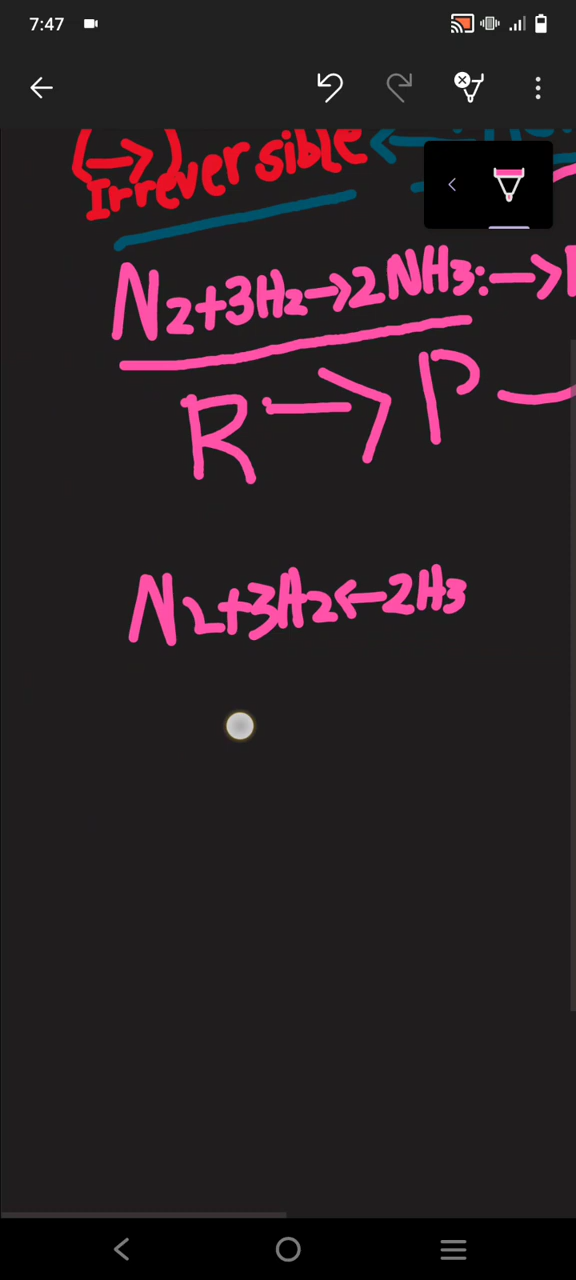 7:47
(→)
Irreversible ←
N2+3H2→2NH3:→
R → P
N2+3H2←2H3